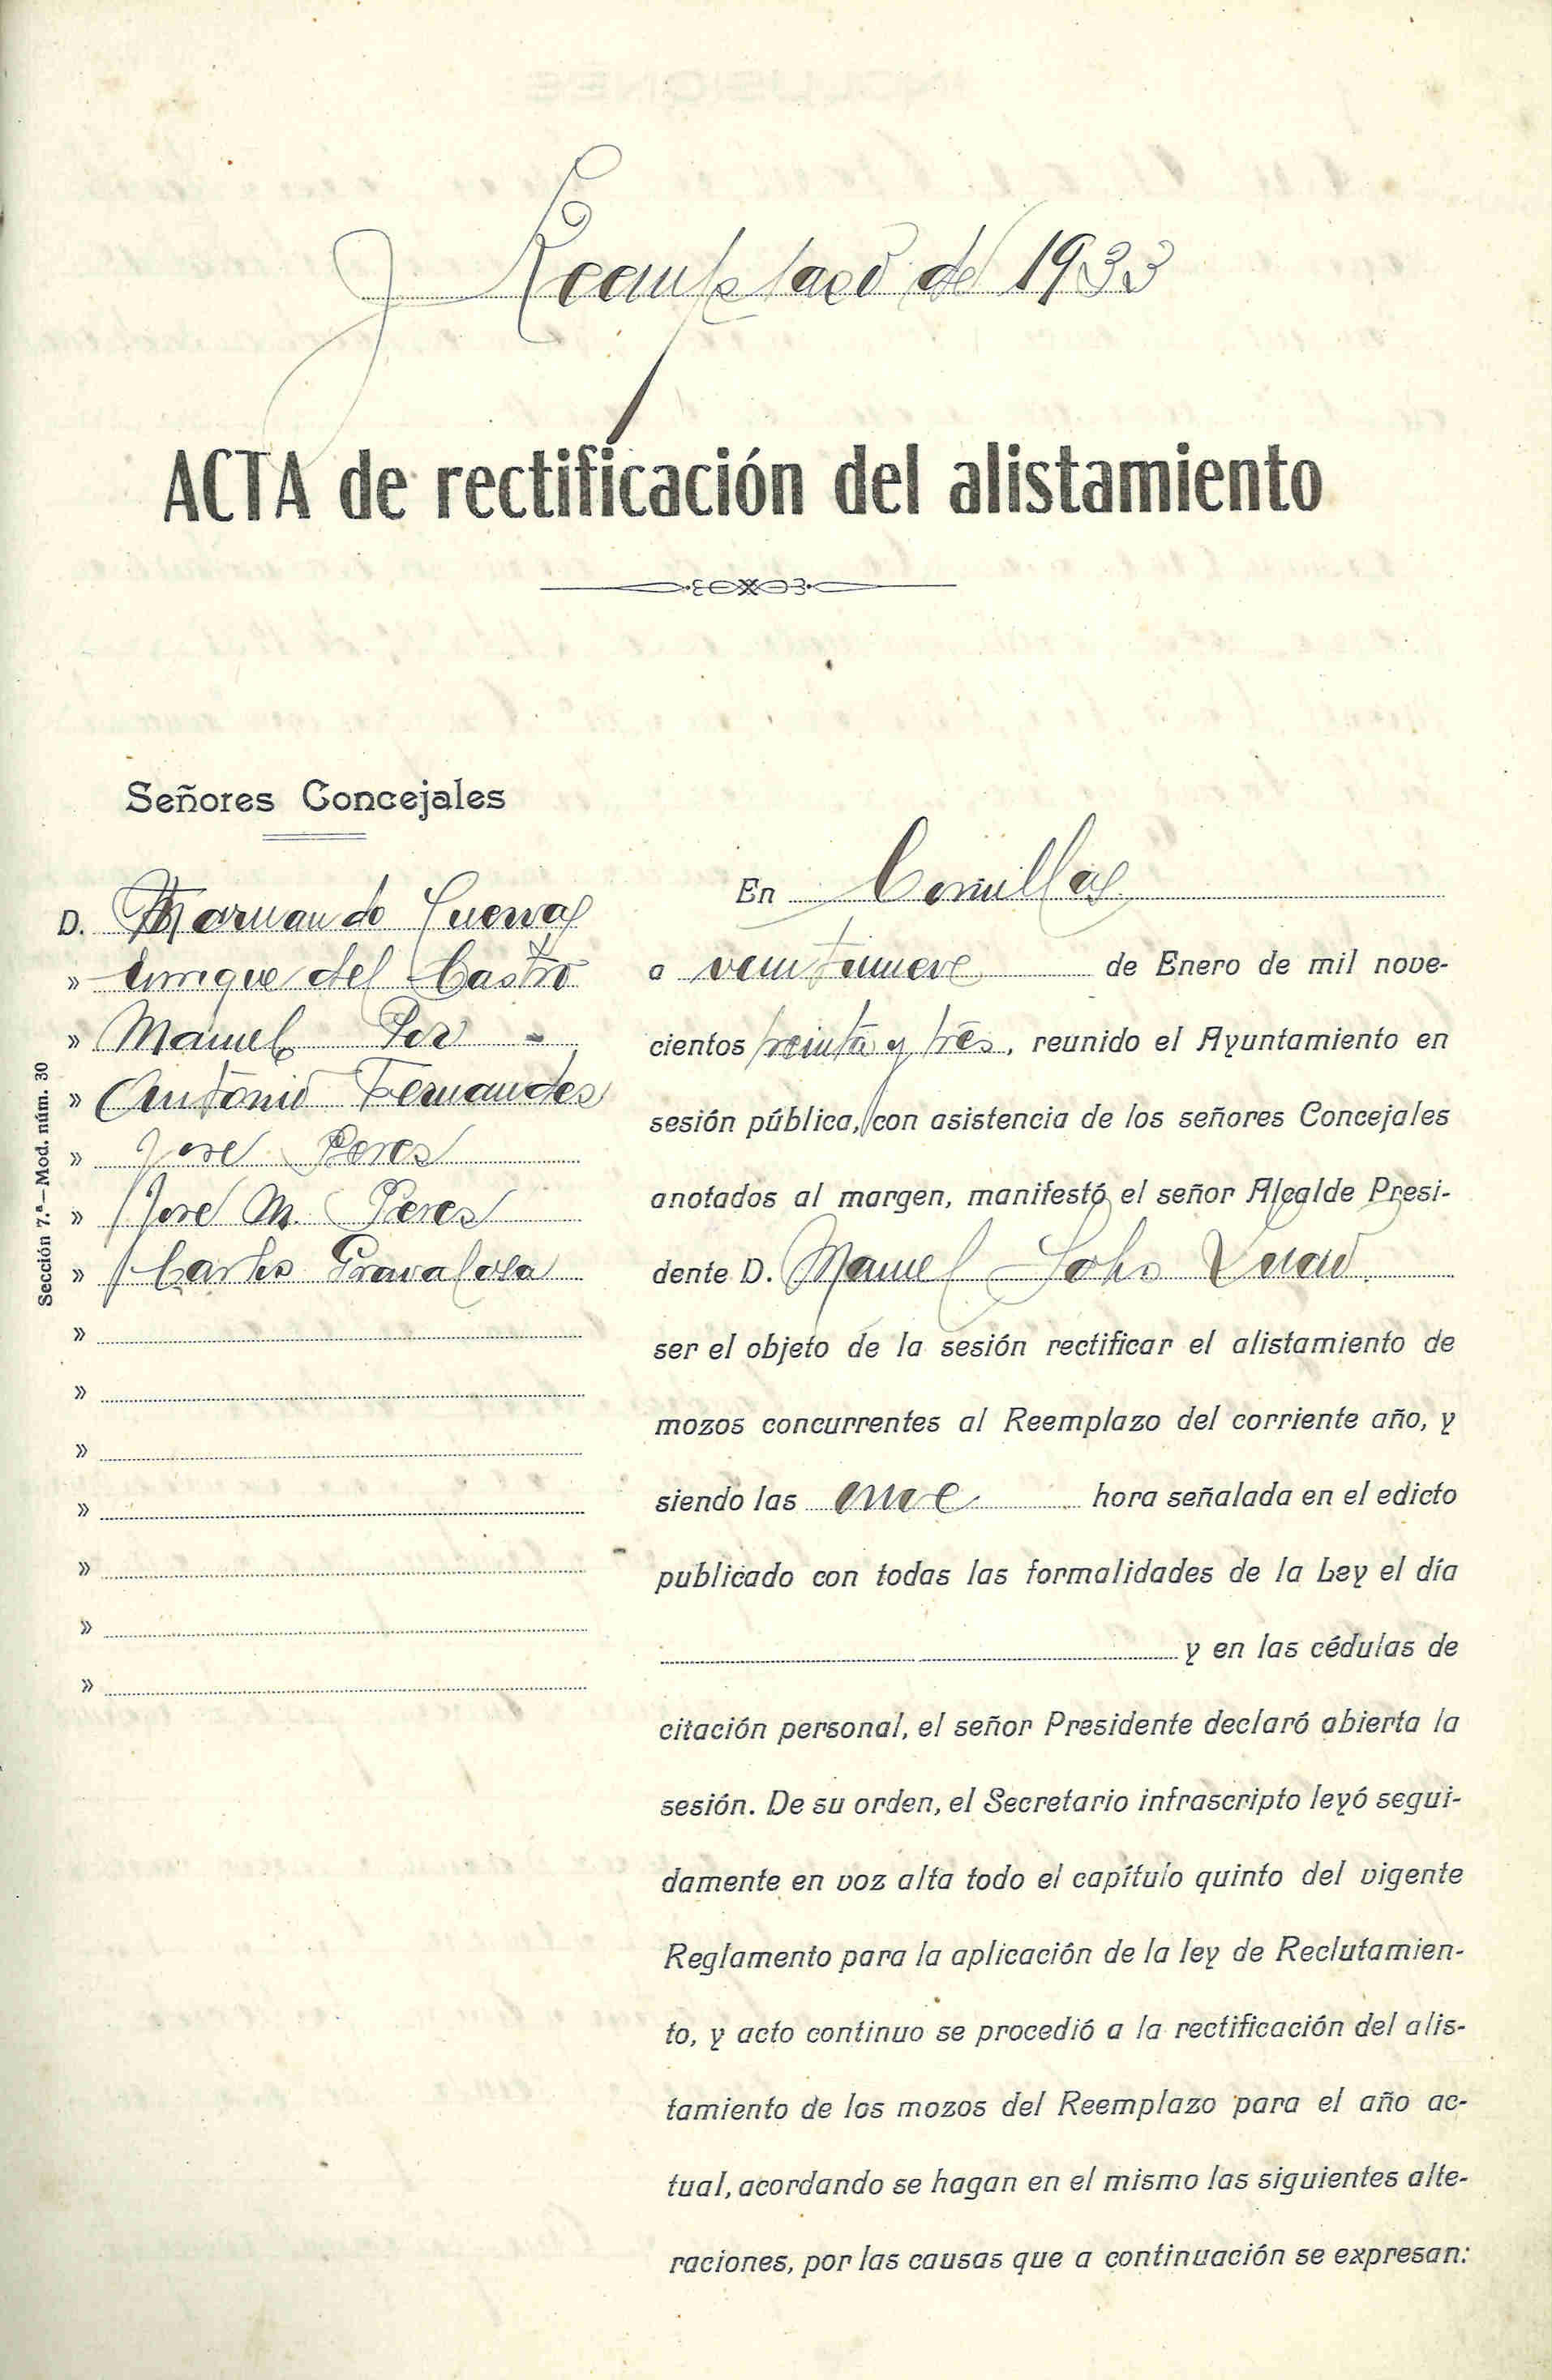 Reemplazo de 1933
ACTA de rectificación del alistamiento
Señores Concejales
D. Fernando Cuevas
» Enrique del Castro
» Manuel
» Antonio Fernandes
» Jose Peres
» Jose M. Peres
» Carlos
»
»
»
»
»
»
»
Sección 7.ª—Mod. núm. 30
En Comillas
a veintinueve de Enero de mil nove-
cientos treinta y tres, reunido el Ayuntamiento en
sesión pública, con asistencia de los señores Concejales
anotados al margen, manifestó el señor Alcalde Presi-
dente D. Manuel
ser el objeto de la sesión rectificar el alistamiento de
mozos concurrentes al Reemplazo del corriente año, y
siendo las once hora señalada en el edicto
publicado con todas las formalidades de la Ley el día
y en las cédulas de
citación personal, el señor Presidente declaró abierta la
sesión. De su orden, el Secretario infrascripto leyó segui-
damente en voz alta todo el capítulo quinto del vigente
Reglamento para la aplicación de la ley de Reclutamien-
to, y acto continuo se procedió a la rectificación del alis-
tamiento de los mozos del Reemplazo para el año ac-
tual, acordando se hagan en el mismo las siguientes alte-
raciones, por las causas que a continuación se expresan: